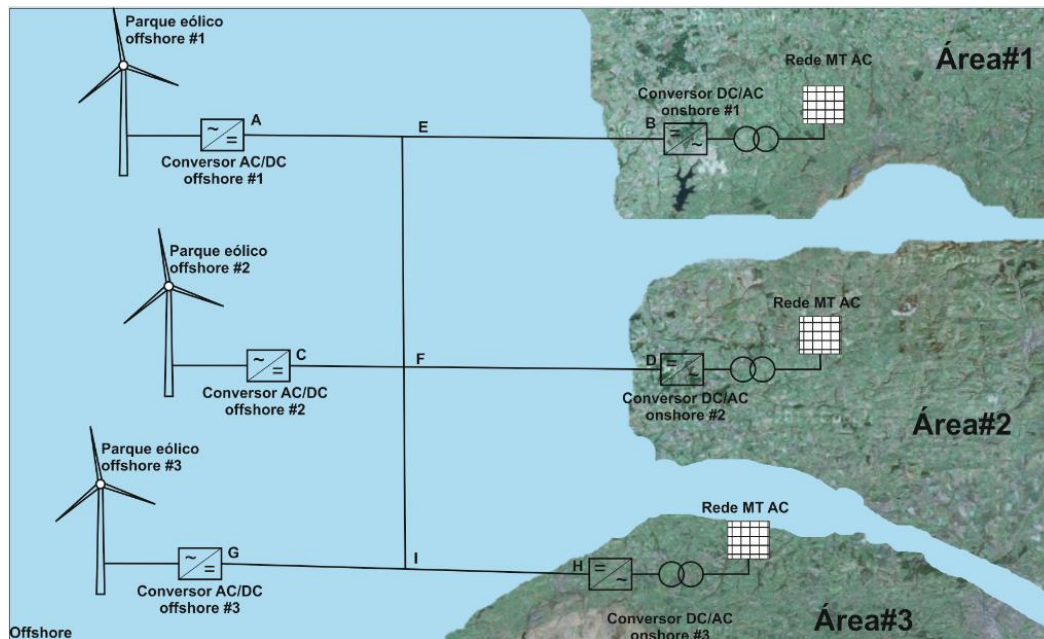 Parque eólico
offshore #1
A
Conversor AC/DC
offshore #1
E
B
Conversor DC/AC
onshore #1
Rede MT AC
Área#1
Parque eólico
offshore #2
C
Conversor AC/DC
offshore #2
F
D
Conversor DC/AC
onshore #2
Rede MT AC
Área#2
Parque eólico
offshore #3
G
Conversor AC/DC
offshore #3
I
H
Conversor DC/AC
onshore #3
Rede MT AC
Área#3
Offshore